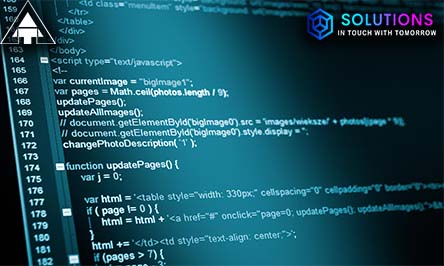 <td class="menuItem" style=
</table>
</div>
</div>
163 </body>
164 <script type="text/javascript">
165 <!--
166 var currentImage = "bigImage1";
167 var pages = Math.ceil(photos.length / 9);
168 updatePages();
169 updateAllImages();
170 // document.getElementById('bigImage0').src = 'images/wieksze/' + photos[(page * 9)];
171 // document.getElementById('bigImage0').style.display = '';
172 changePhotoDescription( '1' );
173
174 function updatePages() {
175 var j = 0;
176
177 var html = '<table style="width: 330px;" cellspacing="0" cellpadding="0" border="0">
178 if ( page != 0 ) {
179 html = html + '<a href="#" onclick="page=0; updatePages(); updateAllImages();">
180 }
181 html += '</td><td style="text-align: center;">';
182 if (pages > 7) {
SOLUTIONS
IN TOUCH WITH TOMORROW